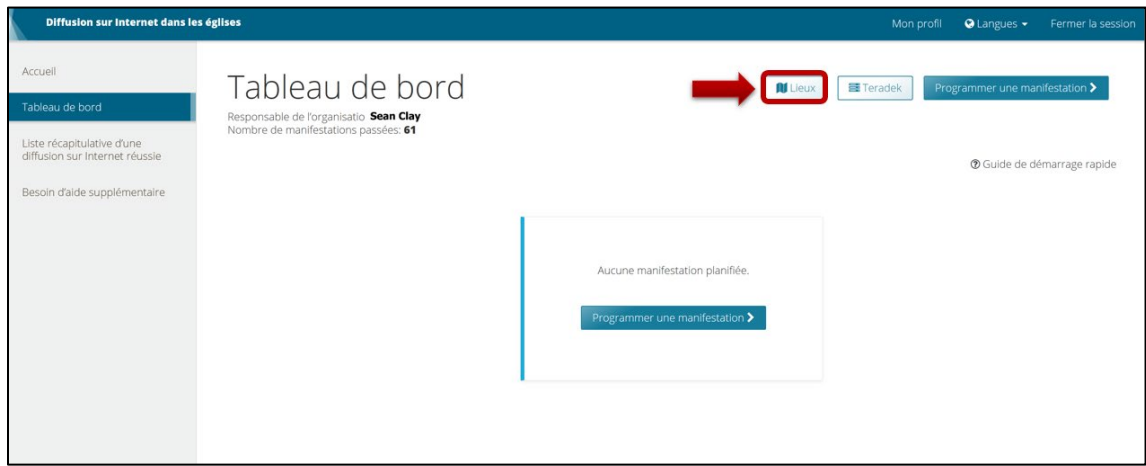 Diffusion sur Internet dans les églises
Mon profil
Langues
Fermer la session
Accueil
Tableau de bord
Liste récapitulative d'une
diffusion sur Internet réussie
Besoin d'aide supplémentaire
Tableau de bord
Responsable de l'organisatio Sean Clay
Nombre de manifestations passées: 61
Lieux
Teradek
Programmer une manifestation
Guide de démarrage rapide
Aucune manifestation planifiée.
Programmer une manifestation